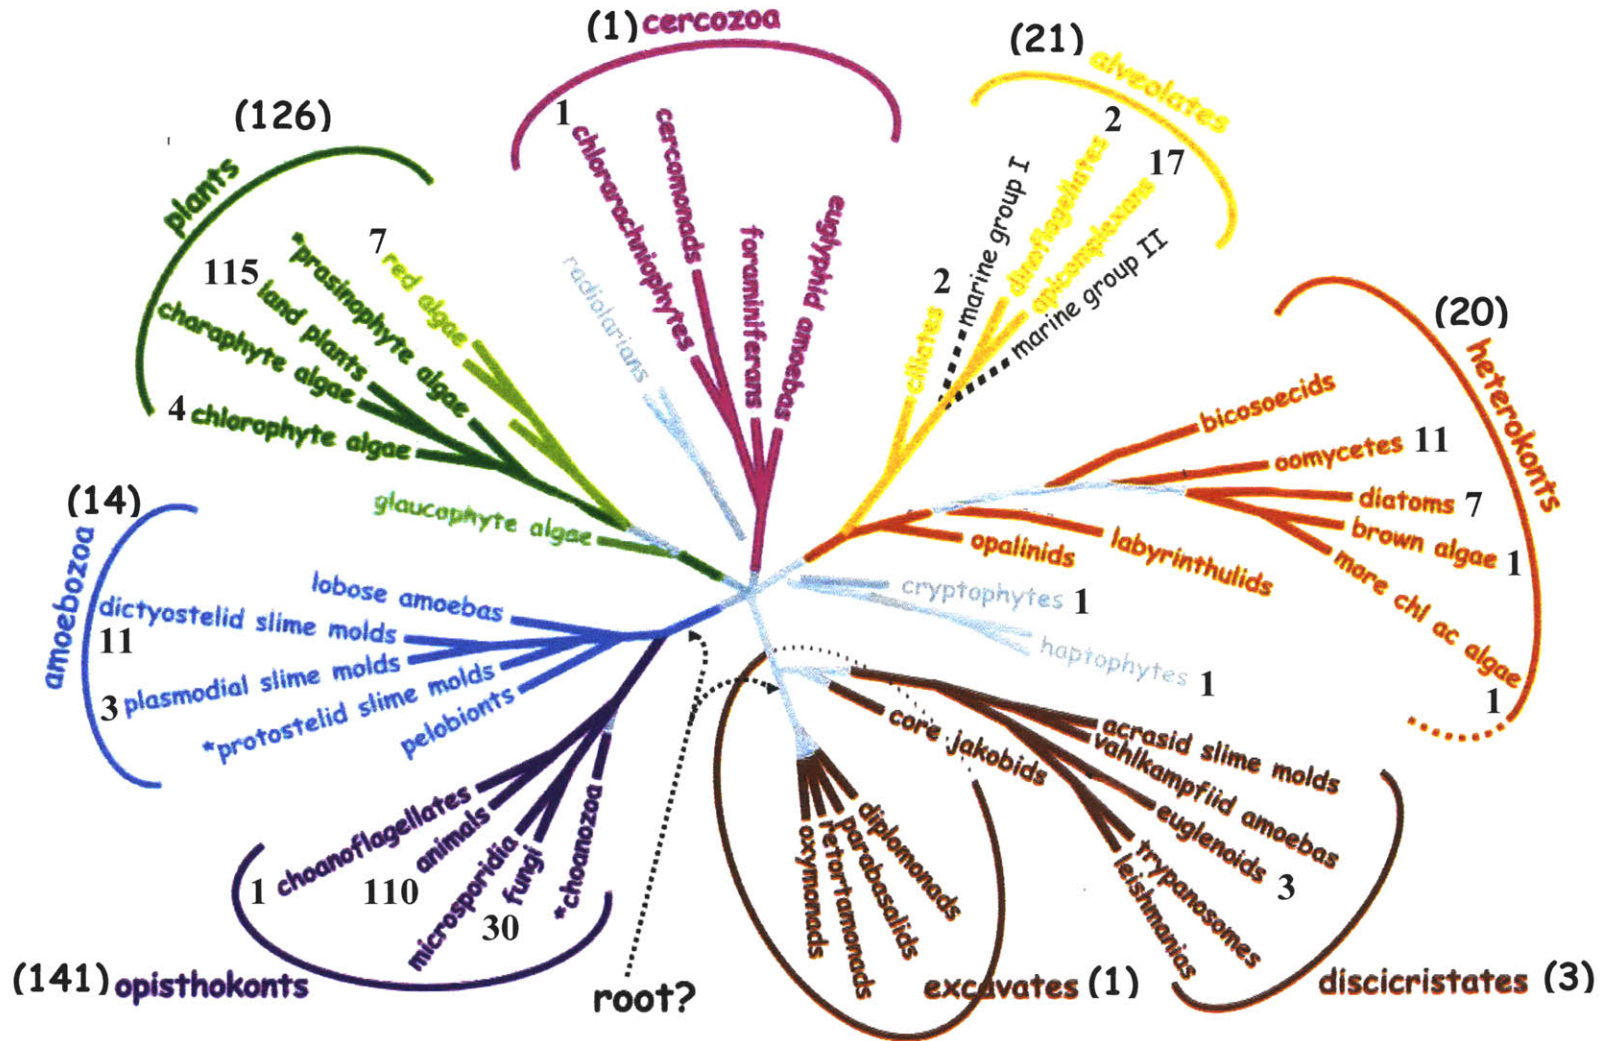 (1) cercozoa
1 chlorarachniophytes
cercomonads
foraminiferans
euglyphid amoebas
radiolarians
(21) alveolates
2 ciliates
marine group I
dinoflagellates 2
apicomplexans 17
marine group II
(20) heterokonts
bicosoecids
oomycetes 11
diatoms 7
brown algae 1
more chl ac algae 1
labyrinthulids
opalinids
cryptophytes 1
haptophytes 1
(126) plants
7 red algae
*prasinophyte algae
115 land plants
charaphyte algae
4 chlorophyte algae
glaucophyte algae
(14) amoebozoa
lobose amoebas
dictyostelid slime molds
11
3 plasmodial slime molds
*protostelid slime molds
pelobionts
(141) opisthokonts
1 choanoflagellates
animals 110
microsporidia
fungi 30
*choanozoa
root?
excavates (1)
oxymonads
retortamonads
parabasalids
diplomonads
core jakobids
discicristates (3)
acrasid slime molds
vahlkampfiid amoebas
euglenoids 3
trypanosomes
leishmanias